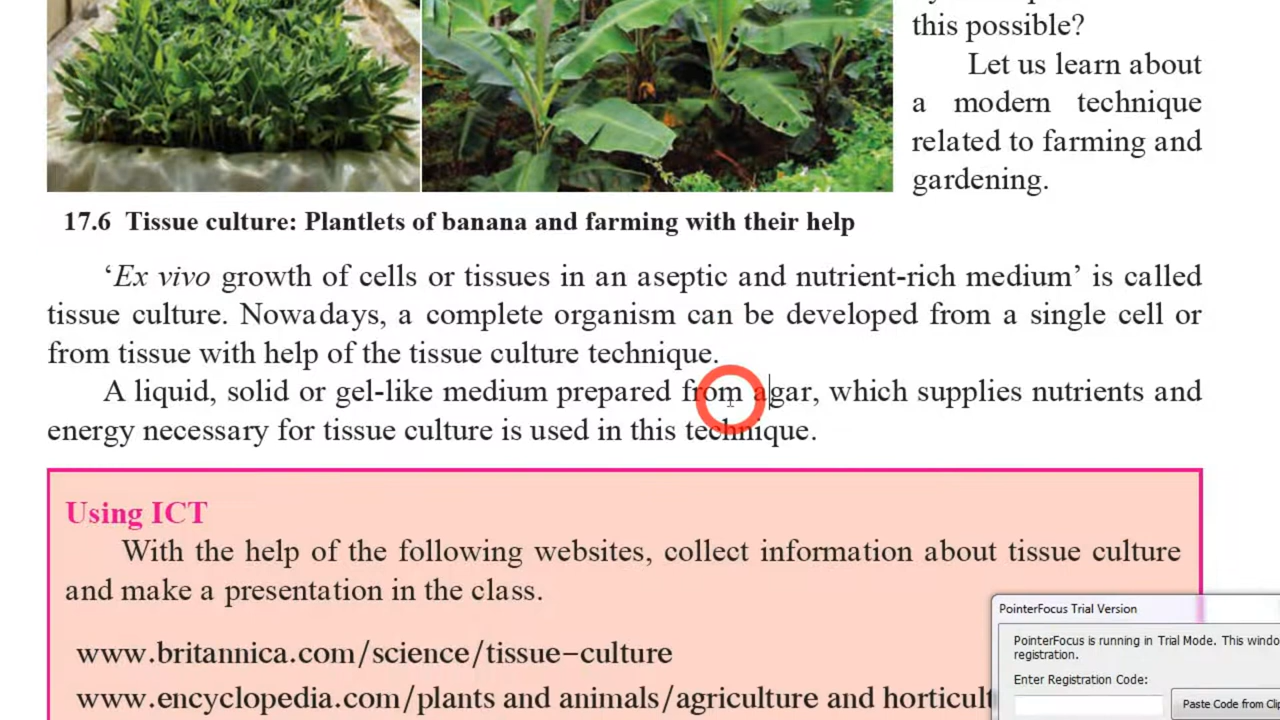 this possible?
Let us learn about
a modern technique
related to farming and
gardening.
17.6 Tissue culture: Plantlets of banana and farming with their help
‘Ex vivo growth of cells or tissues in an aseptic and nutrient-rich medium’ is called
tissue culture. Nowadays, a complete organism can be developed from a single cell or
from tissue with help of the tissue culture technique.
A liquid, solid or gel-like medium prepared from agar, which supplies nutrients and
energy necessary for tissue culture is used in this technique.
Using ICT
With the help of the following websites, collect information about tissue culture
and make a presentation in the class.
www.britannica.com/science/tissue-culture
www.encyclopedia.com/plants and animals/agriculture and
PointerFocus Trial Version
PointerFocus is running in Trial Mode. This
registration.
Enter Registration Code:
Paste Code from